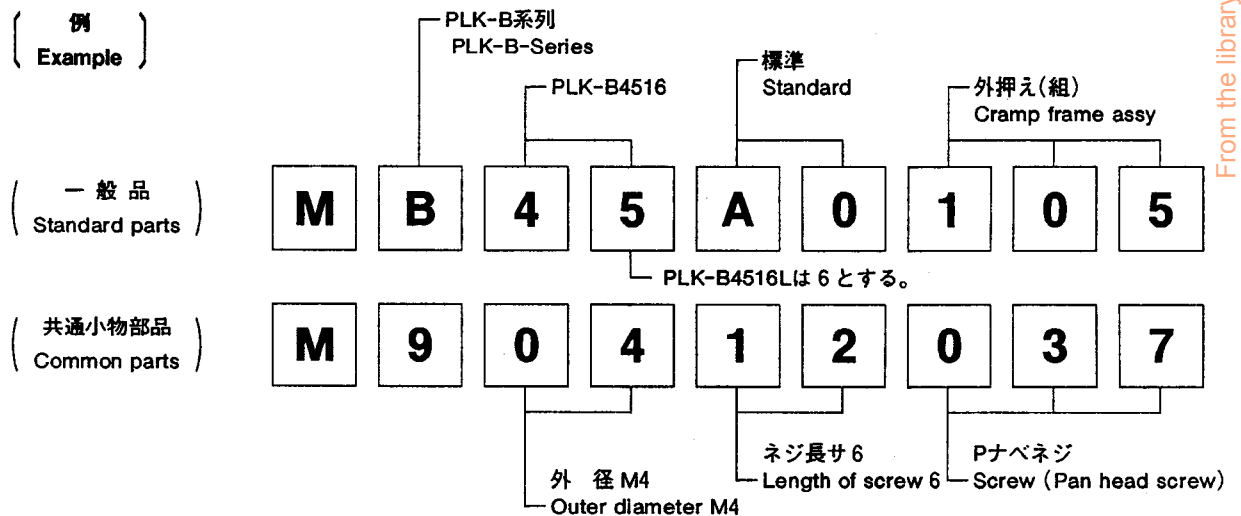 例
Example
PLK-B系列
PLK-B-Series
PLK-B4516
標準
Standard
外押え(組)
Cramp frame assy
一般品
Standard parts
M B 4 5 A 0 1 0 5
PLK-B4516Lは6とする。
共通小物部品
Common parts
M 9 0 4 1 2 0 3 7
外 径 M4
Outer diameter M4
ネジ長サ6
Length of screw 6
Pナベネジ
Screw (Pan head screw)
From the library